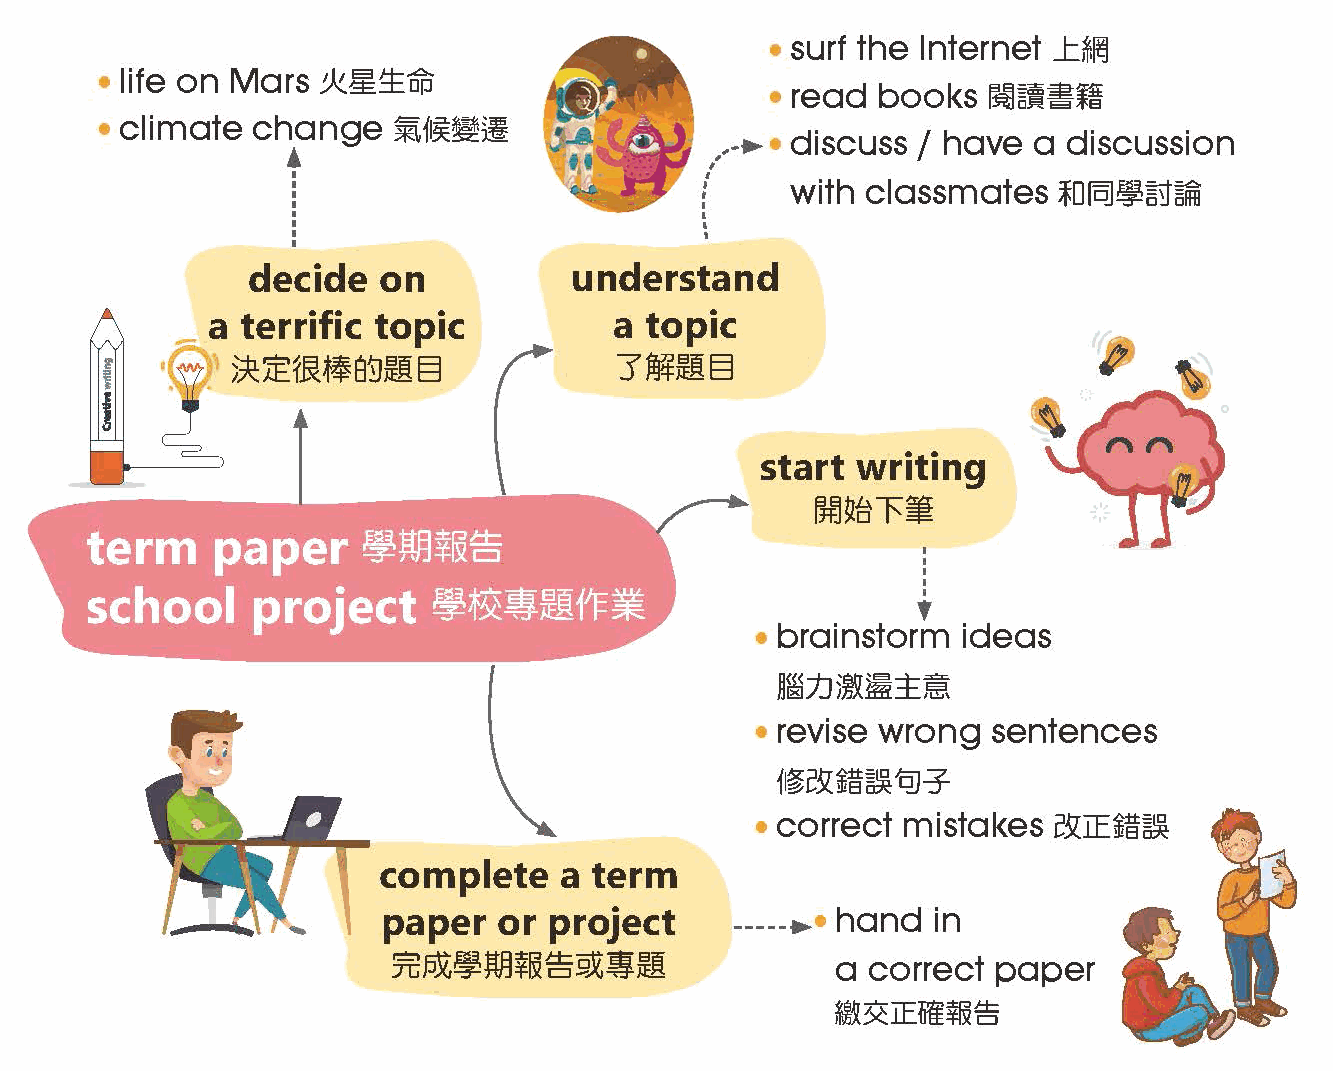 life on Mars 火星生命
climate change 氣候變遷
surf the Internet 上網
read books 閱讀書籍
discuss / have a discussion
with classmates 和同學討論
decide on
a terrific topic
決定很棒的題目
understand
a topic
了解題目
Creative writing
start writing
開始下筆
term paper 學期報告
school project 學校專題作業
brainstorm ideas
腦力激盪主意
revise wrong sentences
修改錯誤句子
correct mistakes 改正錯誤
complete a term
paper or project
完成學期報告或專題
hand in
a correct paper
繳交正確報告